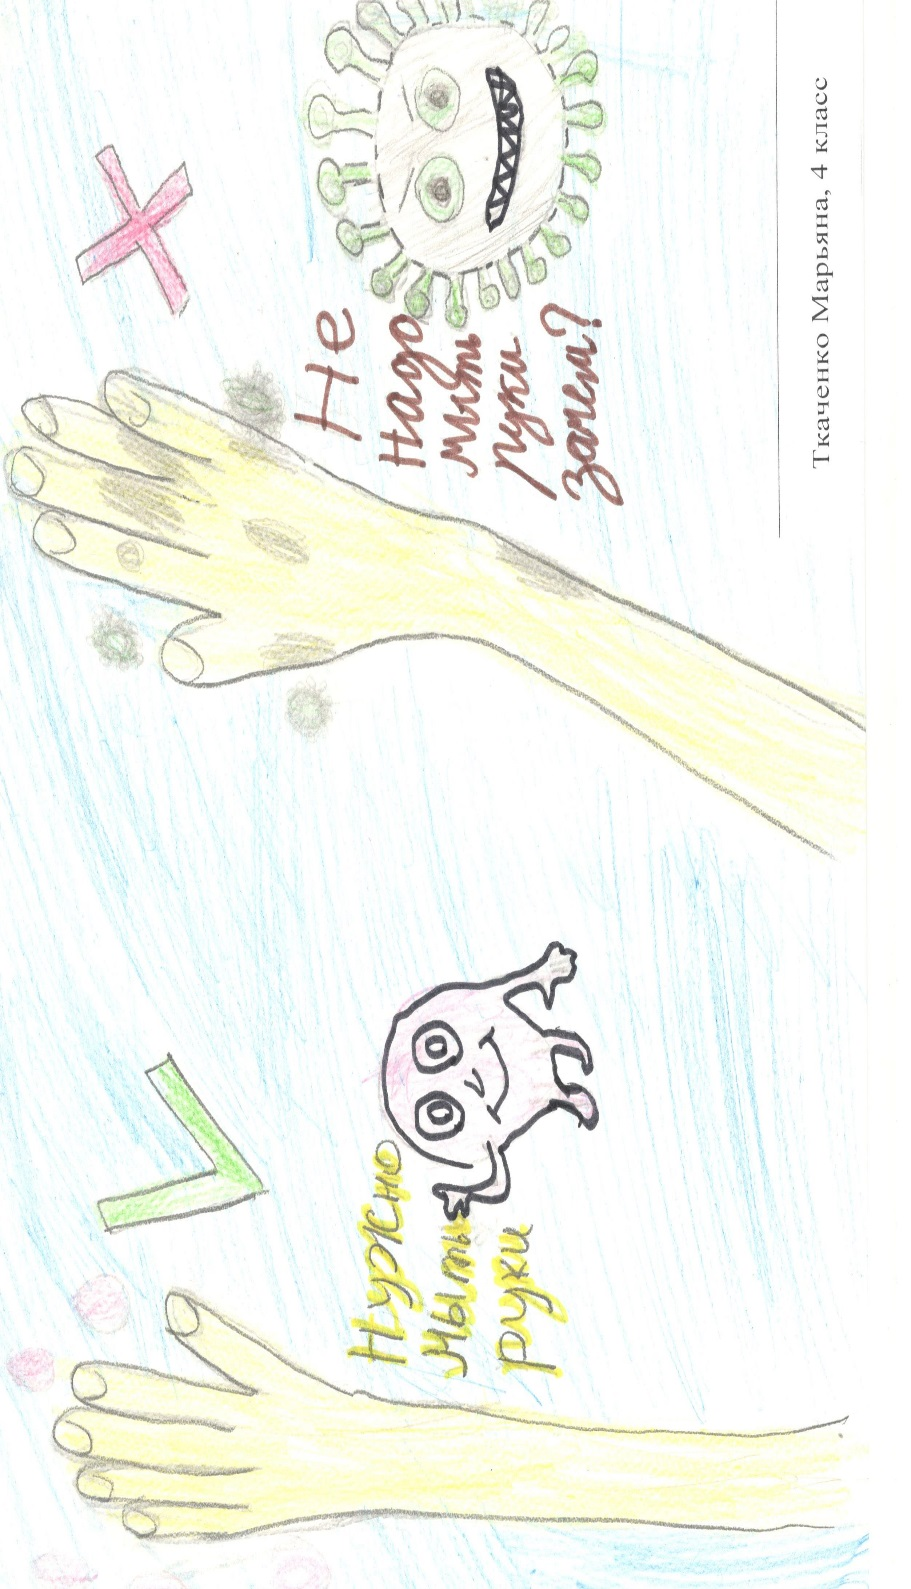 Нужно
мыть
руки
Не
Надо
мыть
руки
зачем?
Ткаченко Марьяна, 4 класс